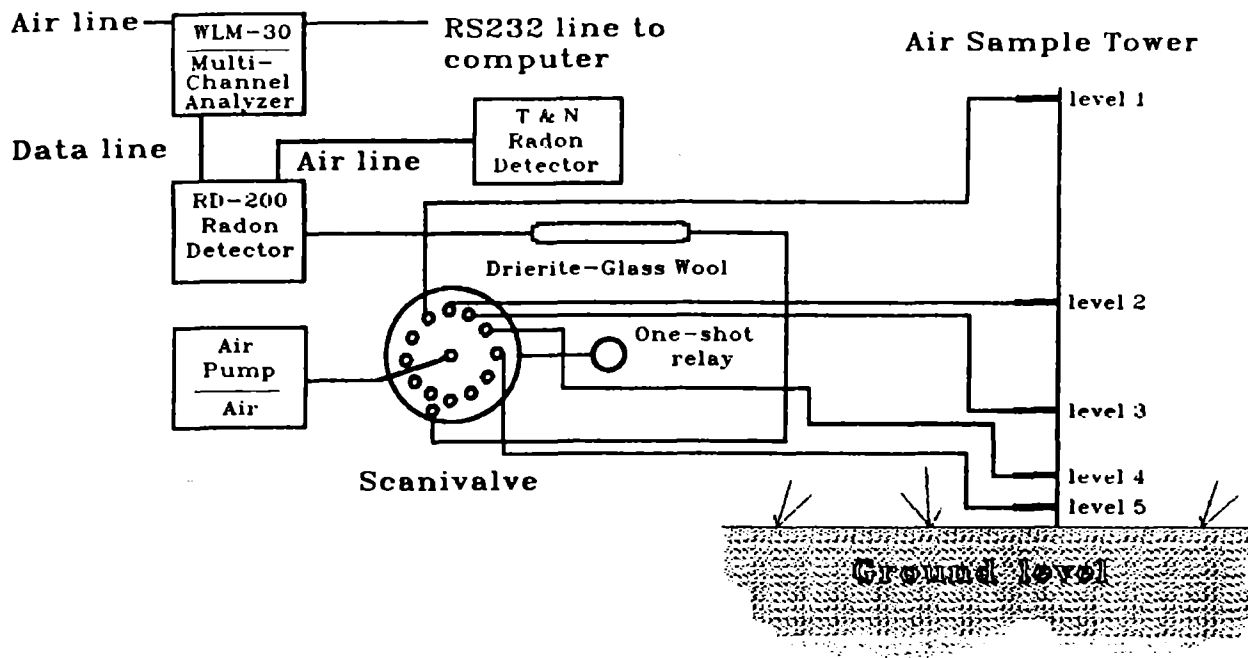 Air line
WLM-30
Multi-
Channel
Analyzer
RS232 line to
computer
Air Sample Tower
level 1
T & N
Radon
Detector
Data line
Air line
RD-200
Radon
Detector
Drierite-Glass Wool
level 2
Air
Pump
Air
One-shot
relay
level 3
Scanivalve
level 4
level 5
Ground level